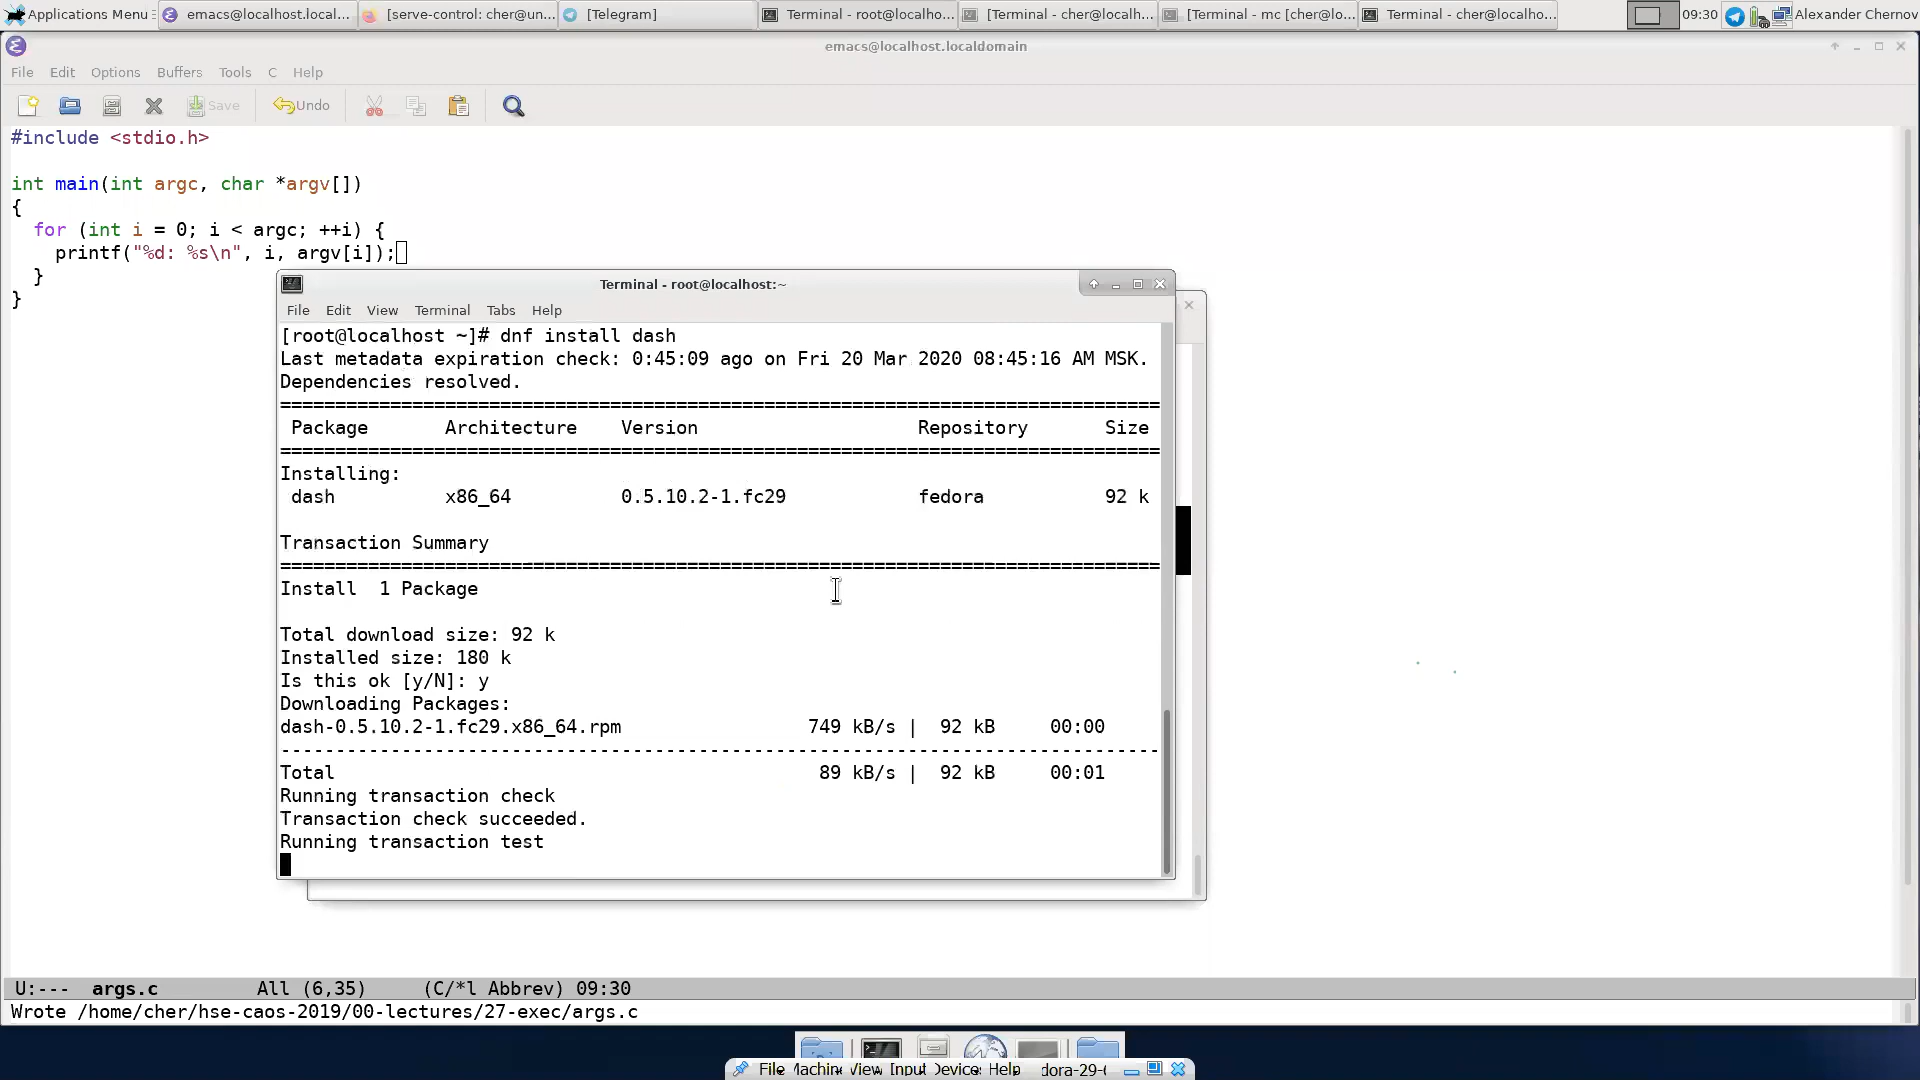 Applications Menu
emacs@localhost.local...
[serve-control: cher@un...
[Telegram]
Terminal - root@localho...
[Terminal - cher@localh...
[Terminal - mc [cher@lo...
Terminal - cher@localho...
09:30
Alexander Chernov
emacs@localhost.localdomain
File Edit Options Buffers Tools C Help
Save Undo
#include <stdio.h>
int main(int argc, char *argv[])
{
for (int i = 0; i < argc; ++i) {
printf("%d: %s\n", i, argv[i]);
}
}
Terminal - root@localhost:~
File Edit View Terminal Tabs Help
[root@localhost ~]# dnf install dash
Last metadata expiration check: 0:45:09 ago on Fri 20 Mar 2020 08:45:16 AM MSK.
Dependencies resolved.
================================================================================
Package Architecture Version Repository Size
================================================================================
Installing:
dash x86_64 0.5.10.2-1.fc29 fedora 92 k
Transaction Summary
================================================================================
Install 1 Package
Total download size: 92 k
Installed size: 180 k
Is this ok [y/N]: y
Downloading Packages:
dash-0.5.10.2-1.fc29.x86_64.rpm 749 kB/s | 92 kB 00:00
--------------------------------------------------------------------------------
Total 89 kB/s | 92 kB 00:01
Running transaction check
Transaction check succeeded.
Running transaction test
U:--- args.c All (6,35) (C/*l Abbrev) 09:30
Wrote /home/cher/hse-caos-2019/00-lectures/27-exec/args.c
File Machine View Input Devices Help dora-29-